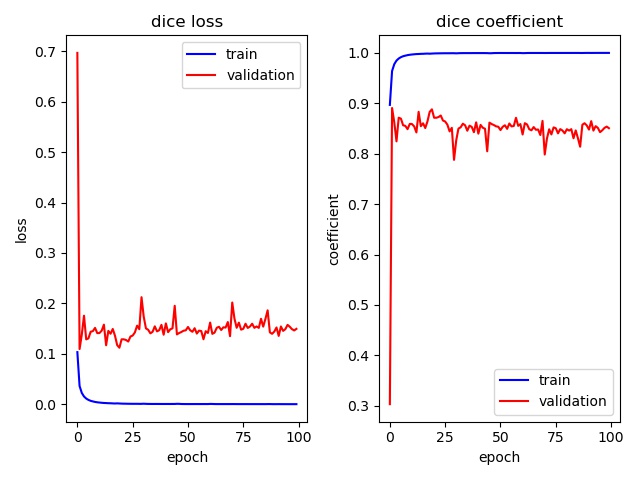 dice loss
loss
0.7
0.6
0.5
0.4
0.3
0.2
0.1
0.0
train
validation
0 25 50 75 100
epoch
dice coefficient
coefficient
1.0
0.9
0.8
0.7
0.6
0.5
0.4
0.3
train
validation
0 25 50 75 100
epoch